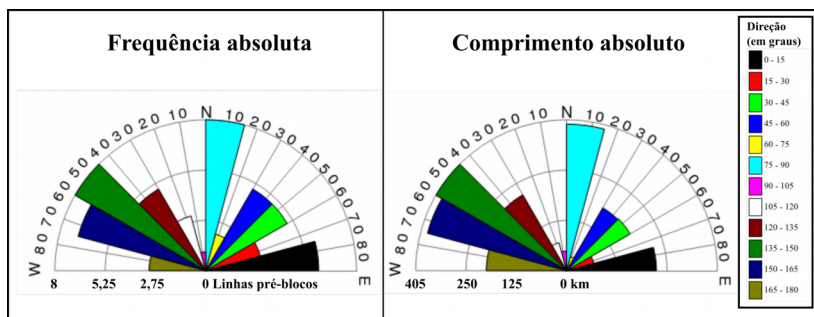 Frequência absoluta
N
10 20 30 40 50 60 70 80
E
10 20 30 40 50 60 70 80
W
8 5,25 2,75 0 Linhas pré-blocos
Comprimento absoluto
N
10 20 30 40 50 60 70 80
E
10 20 30 40 50 60 70 80
W
405 250 125 0 km
Direção
(em graus)
0 - 15
15 - 30
30 - 45
45 - 60
60 - 75
75 - 90
90 - 105
105 - 120
120 - 135
135 - 150
150 - 165
165 - 180